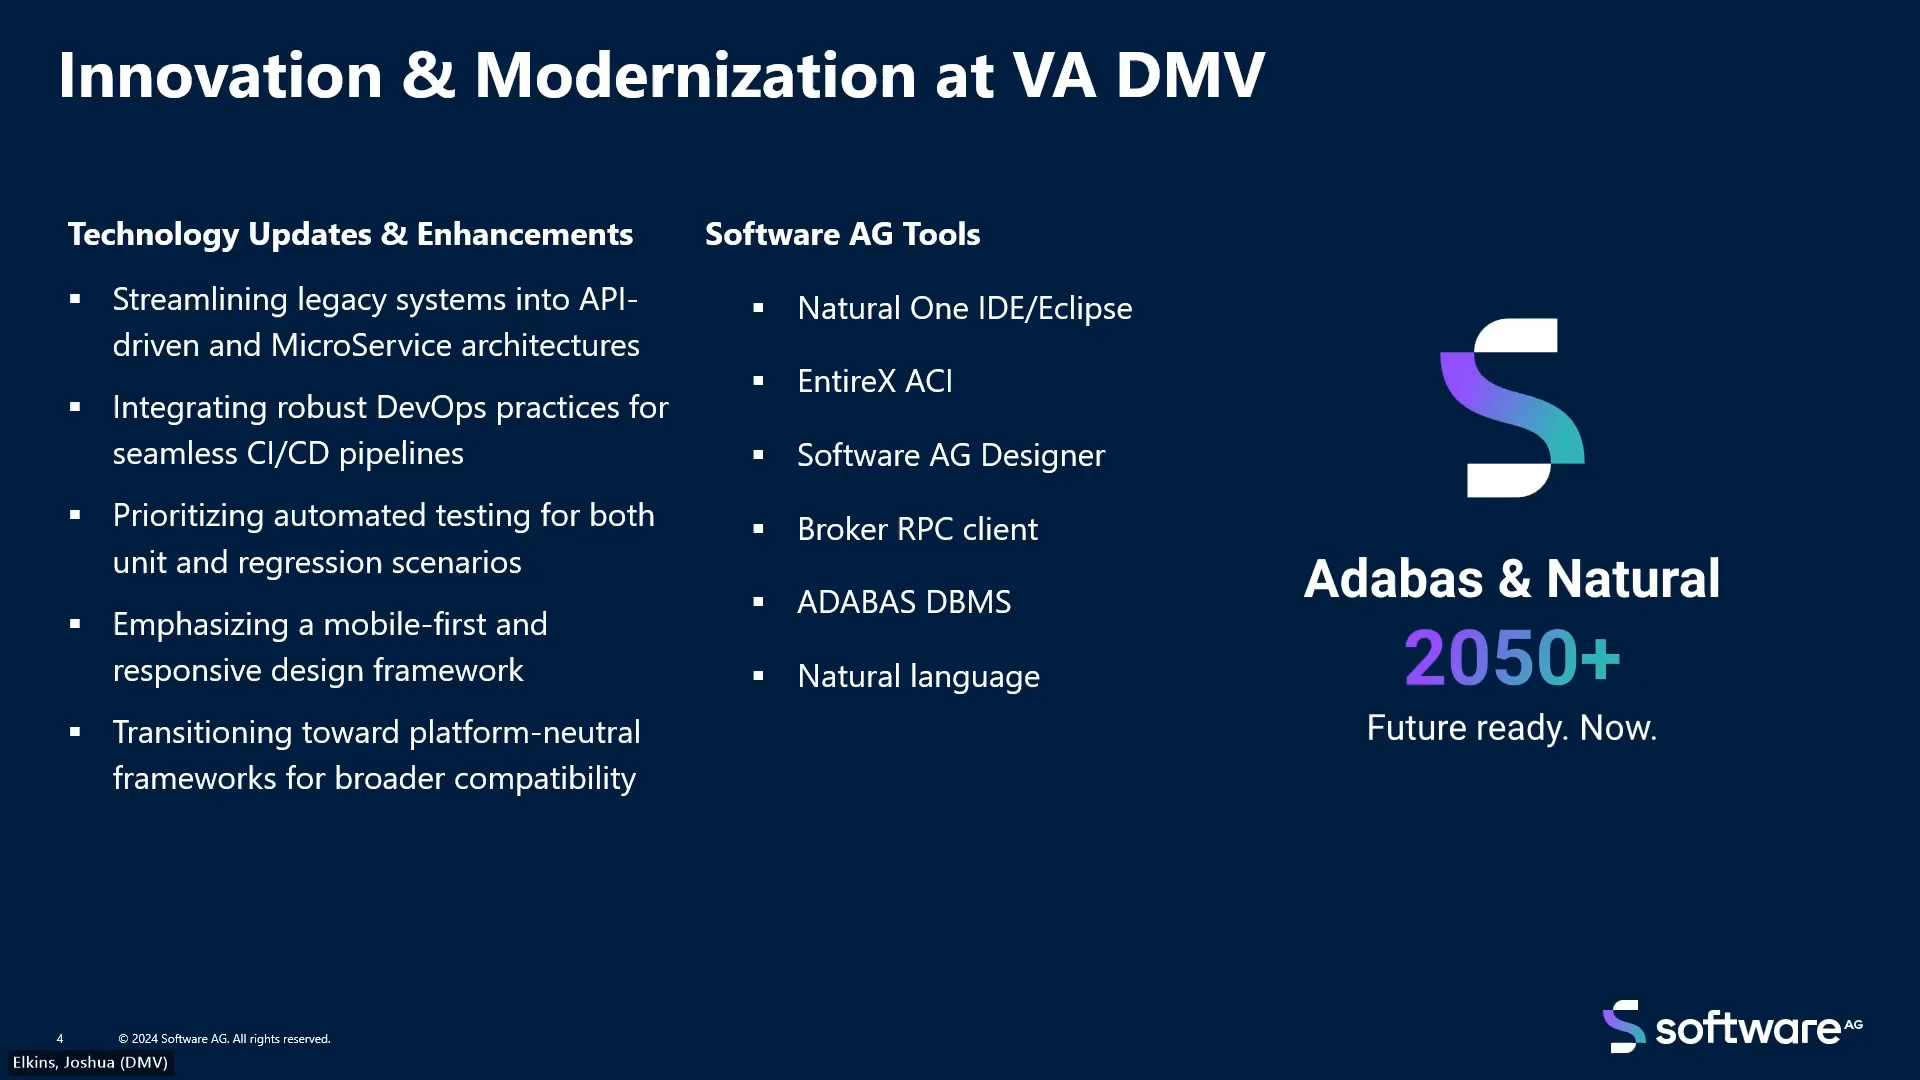 Innovation & Modernization at VA DMV
Technology Updates & Enhancements
▪ Streamlining legacy systems into API-
driven and MicroService architectures
▪ Integrating robust DevOps practices for
seamless CI/CD pipelines
▪ Prioritizing automated testing for both
unit and regression scenarios
▪ Emphasizing a mobile-first and
responsive design framework
▪ Transitioning toward platform-neutral
frameworks for broader compatibility
Software AG Tools
▪ Natural One IDE/Eclipse
▪ EntireX ACI
▪ Software AG Designer
▪ Broker RPC client
▪ ADABAS DBMS
▪ Natural language
Adabas & Natural
2050+
Future ready. Now.
4
© 2024 Software AG. All rights reserved.
Elkins, Joshua (DMV)
software AG